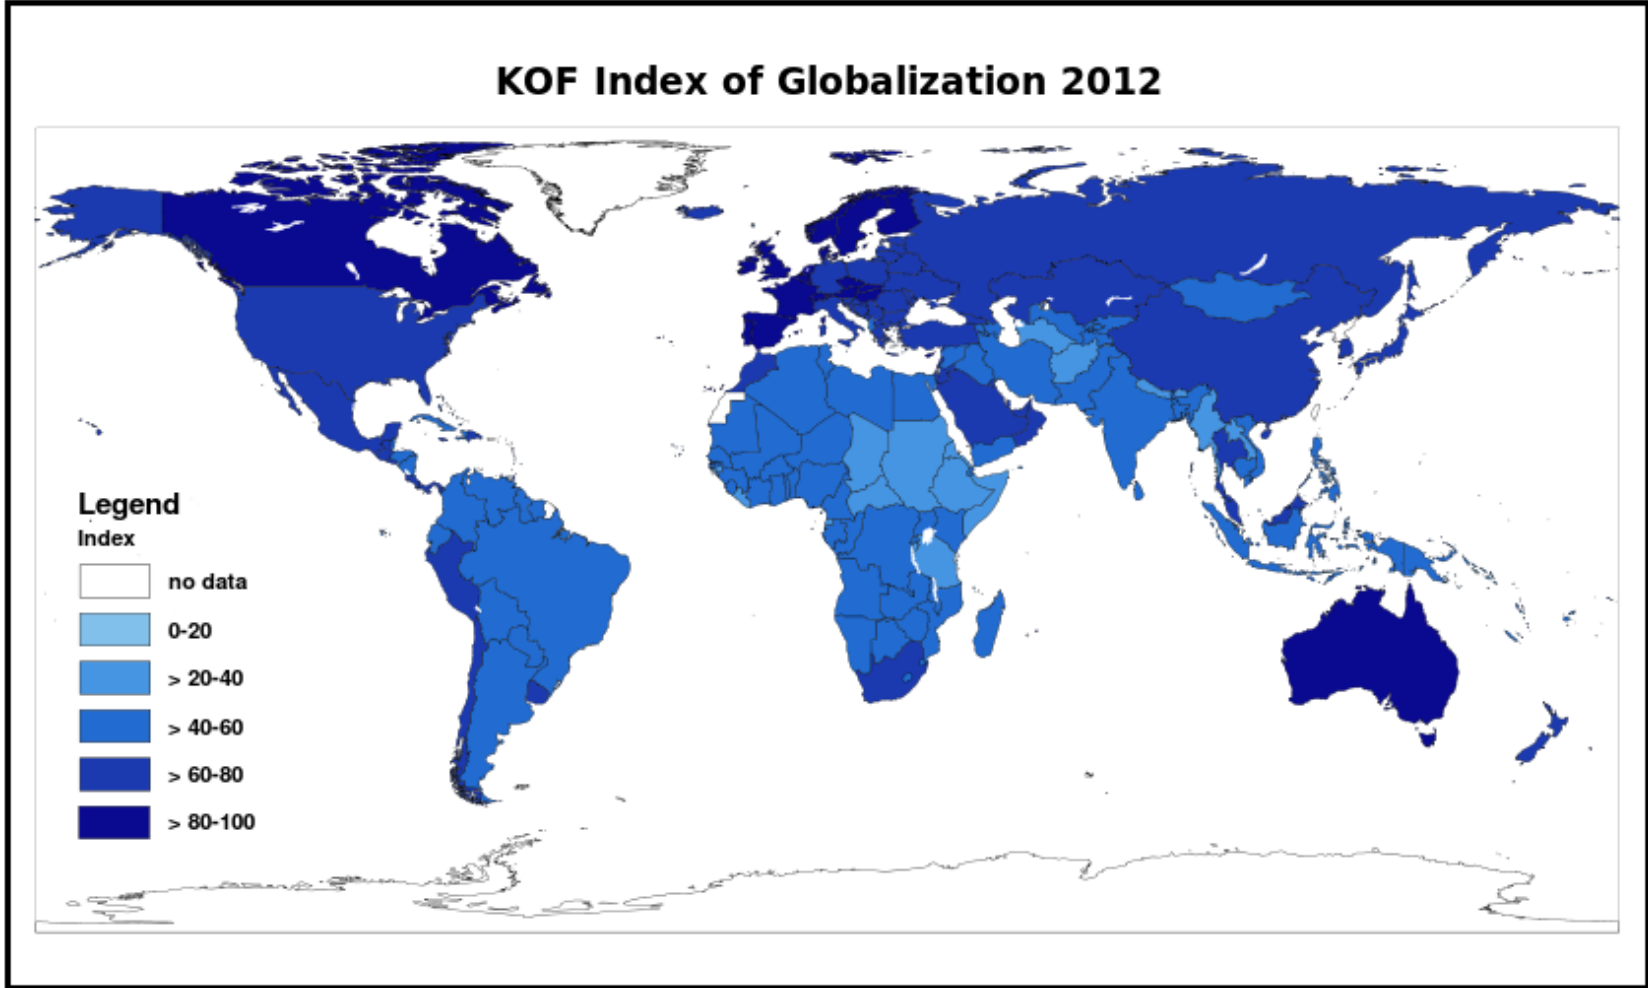 KOF Index of Globalization 2012
Legend
Index
no data
0-20
> 20-40
> 40-60
> 60-80
> 80-100